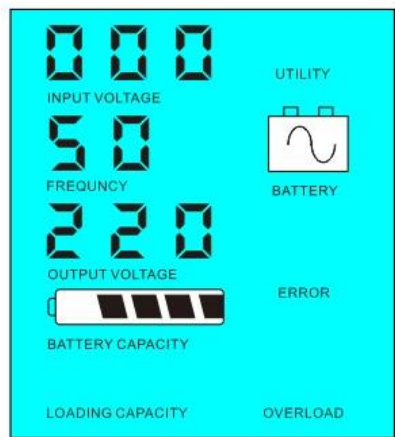 000
UTILITY
INPUT VOLTAGE
50
FREQUNCY
BATTERY
220
OUTPUT VOLTAGE
ERROR
BATTERY CAPACITY
LOADING CAPACITY OVERLOAD